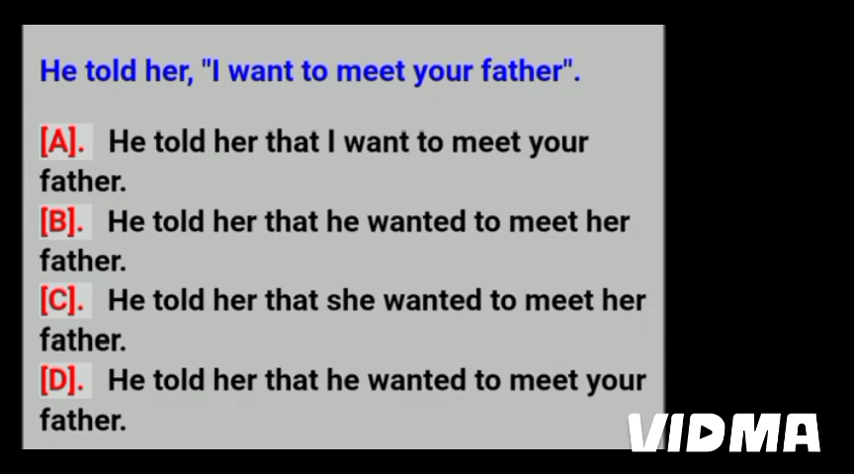 He told her, "I want to meet your father".
[A]. He told her that I want to meet your
father.
[B]. He told her that he wanted to meet her
father.
[C]. He told her that she wanted to meet her
father.
[D]. He told her that he wanted to meet your
father.
VIDMA